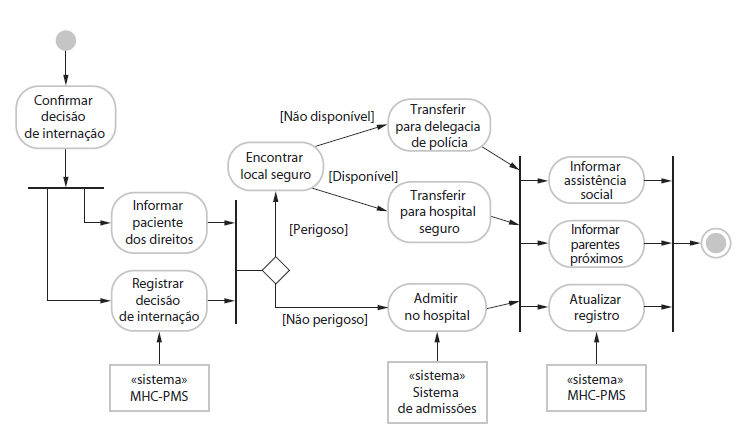 Confirmar
decisão
de internação
Informar
paciente
dos direitos
Registrar
decisão
de internação
«sistema»
MHC-PMS
Encontrar
local seguro
[Perigoso]
[Não perigoso]
[Não disponível]
[Disponível]
Transferir
para delegacia
de polícia
Transferir
para hospital
seguro
Admitir
no hospital
«sistema»
Sistema
de admissões
Informar
assistência
social
Informar
parentes
próximos
Atualizar
registro
«sistema»
MHC-PMS